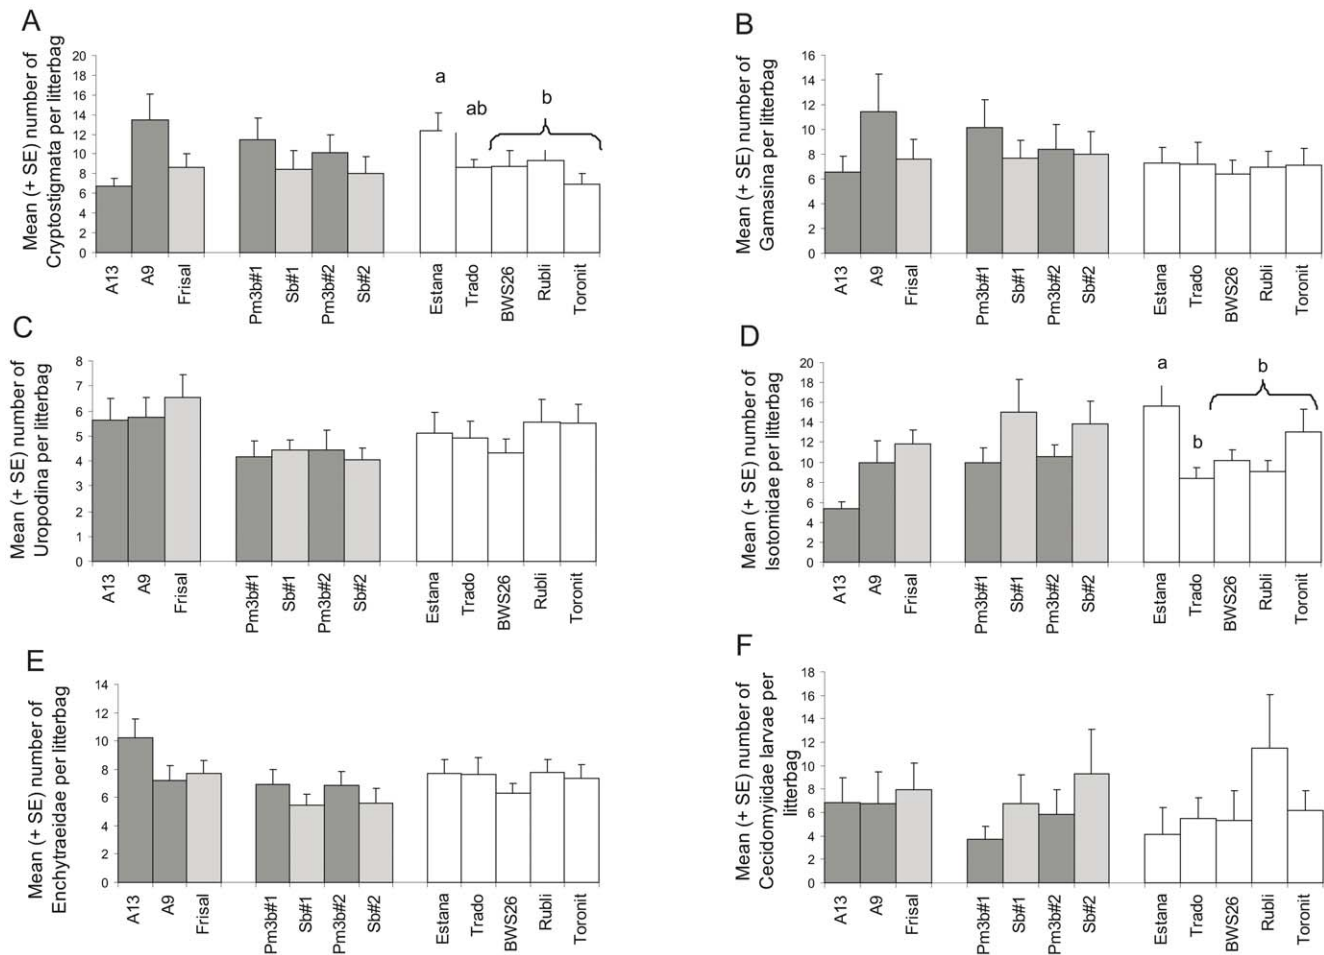 A
Mean (+ SE) number of
Cryptostigmata per litterbag
20
18
16
14
12
10
8
6
4
2
0
a
ab
b
A13
A9
Frisal
Pm3b#1
Sb#1
Pm3b#2
Sb#2
Estana
Trado
BWS26
Rubli
Toronit
B
Mean (+ SE) number of
Gamasina per litterbag
16
14
12
10
8
6
4
2
0
A13
A9
Frisal
Pm3b#1
Sb#1
Pm3b#2
Sb#2
Estana
Trado
BWS26
Rubli
Toronit
C
Mean (+ SE) number of
Uropodina per litterbag
8
7
6
5
4
3
2
1
0
A13
A9
Frisal
Pm3b#1
Sb#1
Pm3b#2
Sb#2
Estana
Trado
BWS26
Rubli
Toronit
D
Mean (+ SE) number of
Isotomidae per litterbag
20
18
16
14
12
10
8
6
4
2
0
a
b
b
A13
A9
Frisal
Pm3b#1
Sb#1
Pm3b#2
Sb#2
Estana
Trado
BWS26
Rubli
Toronit
E
Mean (+ SE) number of
Enchytraeidae per litterbag
14
12
10
8
6
4
2
0
A13
A9
Frisal
Pm3b#1
Sb#1
Pm3b#2
Sb#2
Estana
Trado
BWS26
Rubli
Toronit
F
Mean (+ SE) number of
Cecidomyiidae larvae per
litterbag
18
16
14
12
10
8
6
4
2
0
A13
A9
Frisal
Pm3b#1
Sb#1
Pm3b#2
Sb#2
Estana
Trado
BWS26
Rubli
Toronit